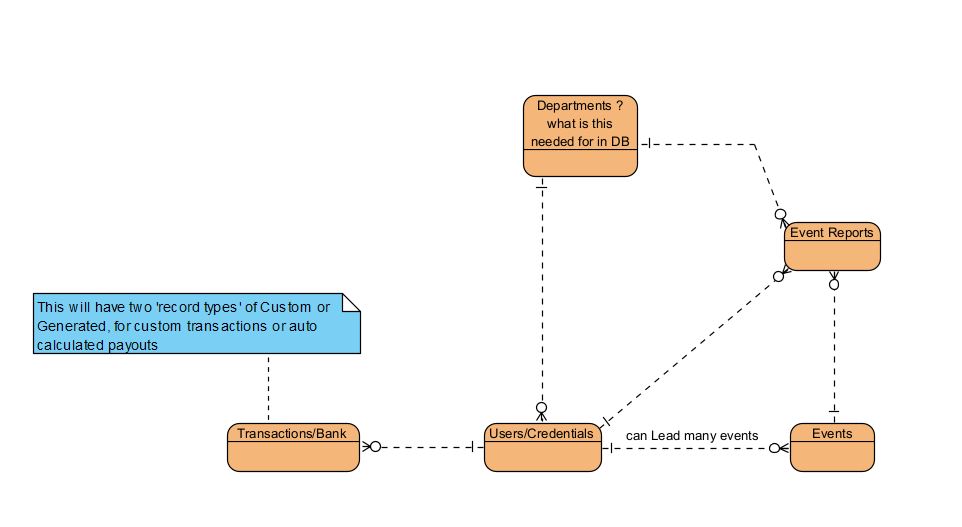 Departments ?
what is this
needed for in DB
Event Reports
This will have two 'record types' of Custom or
Generated, for custom transactions or auto
calculated payouts
Transactions/Bank
Users/Credentials
can Lead many events
Events